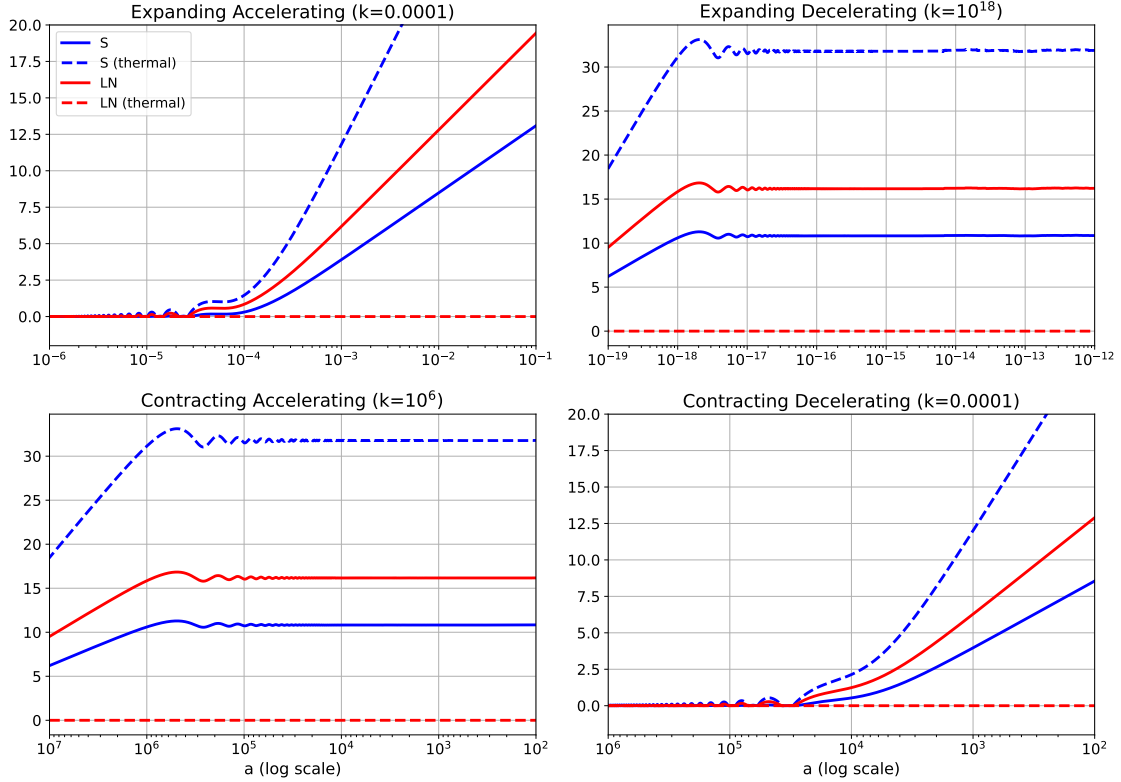 Expanding Accelerating (k=0.0001)
20.0
17.5
15.0
12.5
10.0
7.5
5.0
2.5
0.0
S
S (thermal)
LN
LN (thermal)
10⁻⁶ 10⁻⁵ 10⁻⁴ 10⁻³ 10⁻² 10⁻¹
Expanding Decelerating (k=10¹⁸)
30
25
20
15
10
5
0
10⁻¹⁹ 10⁻¹⁸ 10⁻¹⁷ 10⁻¹⁶ 10⁻¹⁵ 10⁻¹⁴ 10⁻¹³ 10⁻¹²
Contracting Accelerating (k=10⁶)
30
25
20
15
10
5
0
10⁷ 10⁶ 10⁵ 10⁴ 10³ 10²
a (log scale)
Contracting Decelerating (k=0.0001)
20.0
17.5
15.0
12.5
10.0
7.5
5.0
2.5
0.0
10⁶ 10⁵ 10⁴ 10³ 10²
a (log scale)